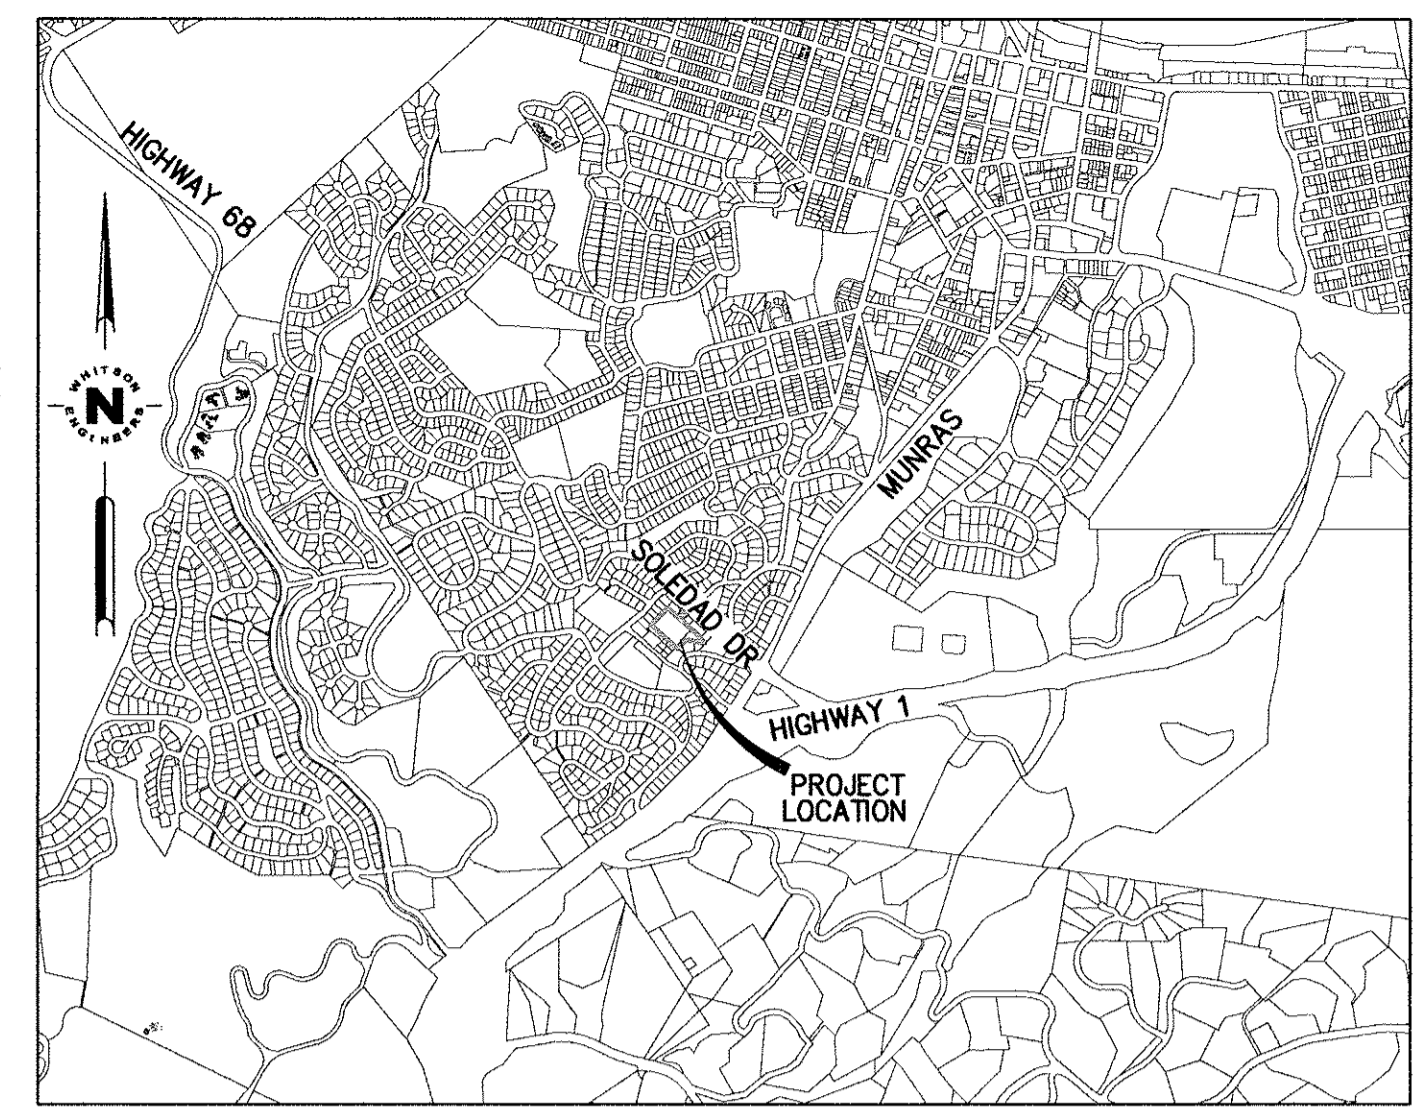 HIGHWAY 68
WHITSON
N
ENGINEERS
MUNRAS
SOLEDAD DR
HIGHWAY 1
PROJECT
LOCATION